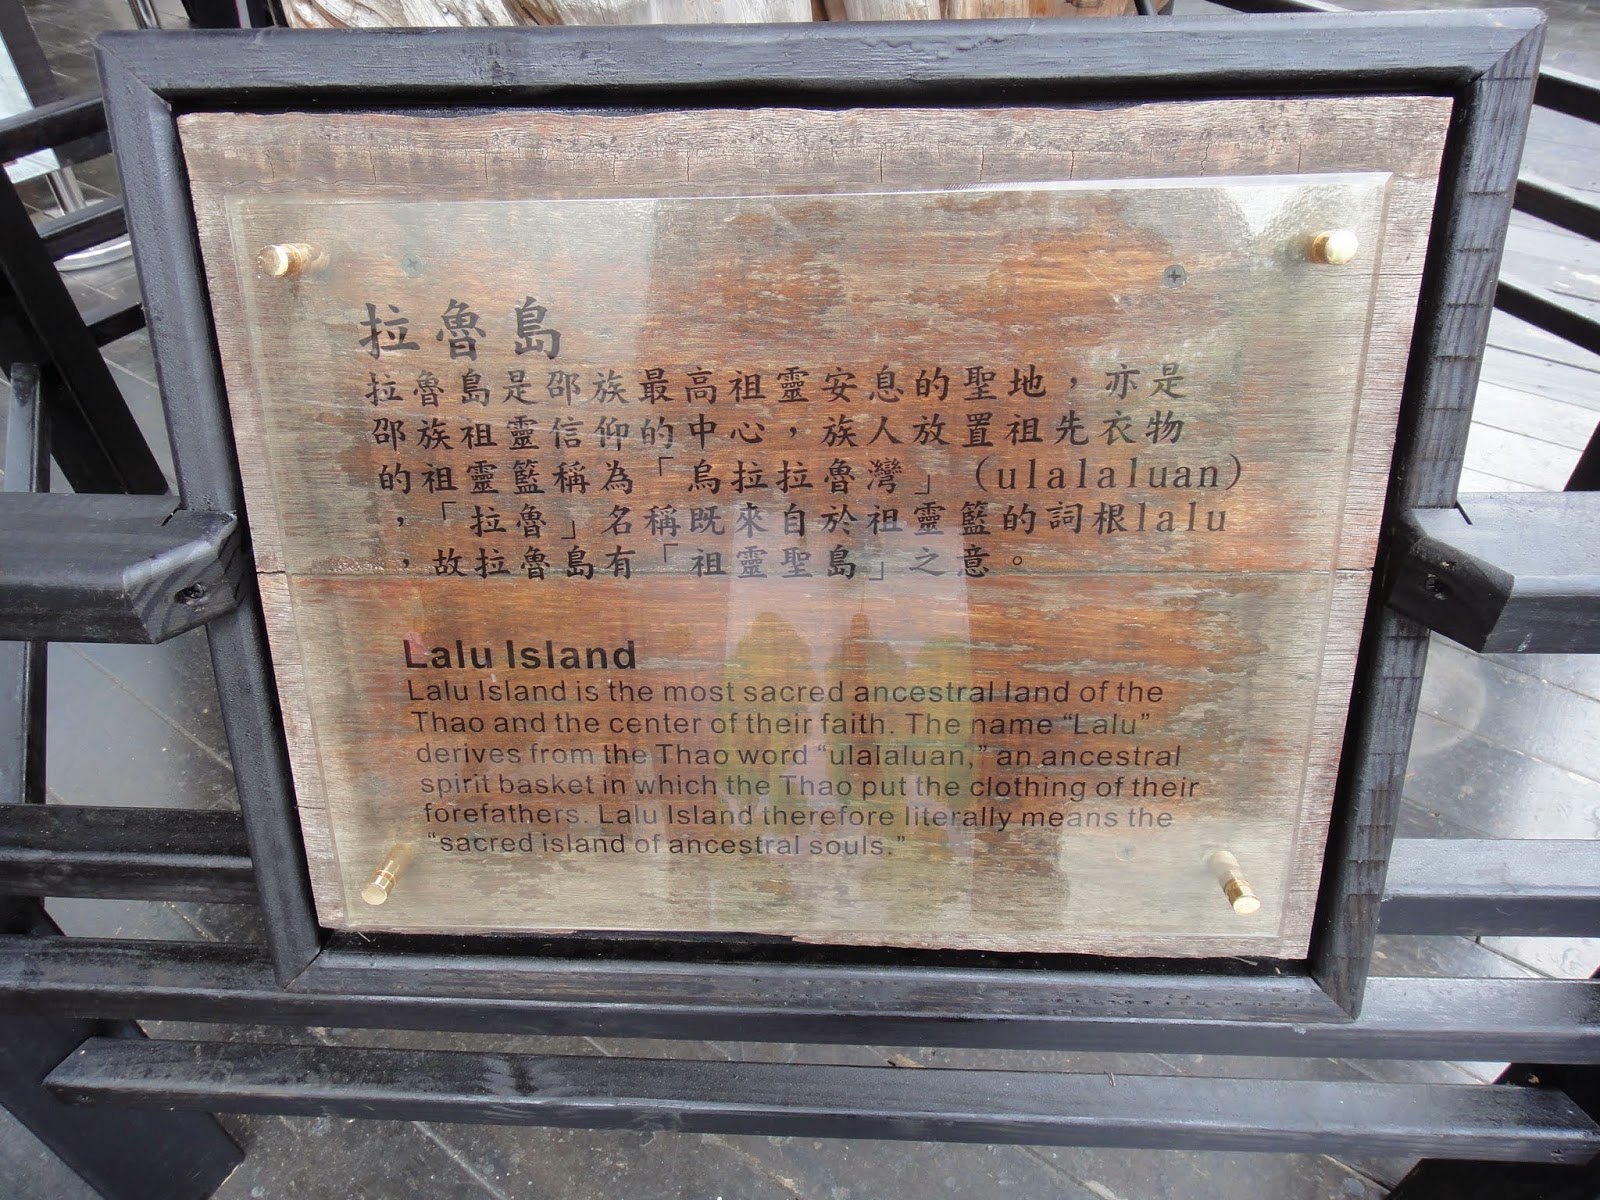 拉魯島
拉魯島是邵族最高祖靈安息的聖地，亦是
邵族祖靈信仰的中心，族人放置祖先衣物
的祖靈籃稱為「烏拉拉魯灣」（ulalaluan）
，「拉魯」名稱既來自於祖靈籃的詞根lalu
，故拉魯島有「祖靈聖島」之意。
Lalu Island
Lalu Island is the most sacred ancestral land of the
Thao and the center of their faith. The name “Lalu”
derives from the Thao word “ulalaluan,” an ancestral
spirit basket in which the Thao put the clothing of their
forefathers. Lalu Island therefore literally means the
“sacred island of ancestral souls.”